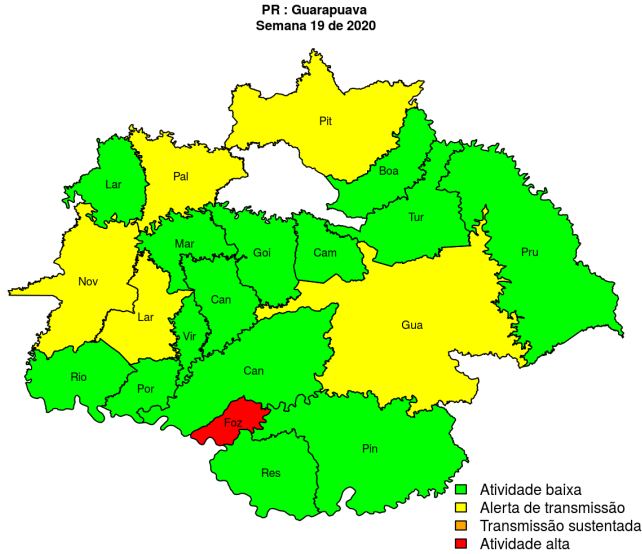 PR : Guarapuava
Semana 19 de 2020
Pit
Boa
Lar
Pal
Tur
Mar
Goi
Cam
Pru
Nov
Can
Lar
Gua
Vir
Can
Rio
Por
Foz
Pin
Res
Atividade baixa
Alerta de transmissão
Transmissão sustentada
Atividade alta